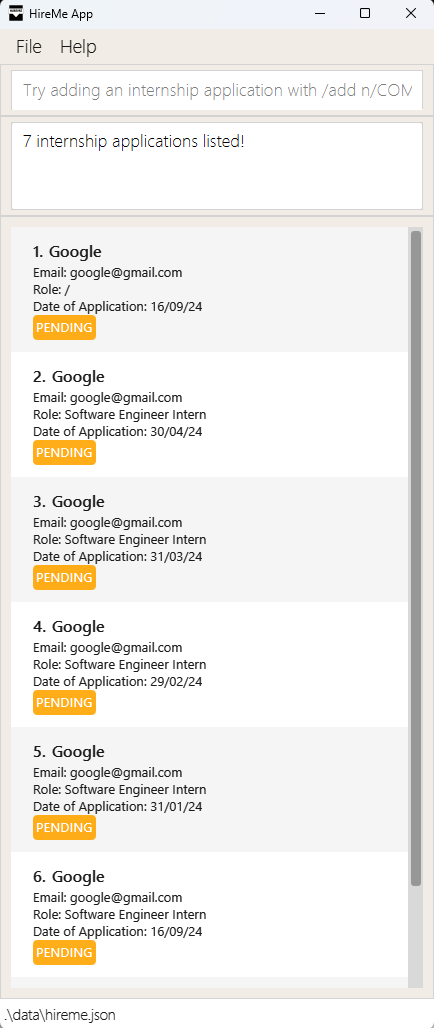 HireMe App
File Help
Try adding an internship application with /add n/COM
7 internship applications listed!
1. Google
Email: google@gmail.com
Role: /
Date of Application: 16/09/24
PENDING
2. Google
Email: google@gmail.com
Role: Software Engineer Intern
Date of Application: 30/04/24
PENDING
3. Google
Email: google@gmail.com
Role: Software Engineer Intern
Date of Application: 31/03/24
PENDING
4. Google
Email: google@gmail.com
Role: Software Engineer Intern
Date of Application: 29/02/24
PENDING
5. Google
Email: google@gmail.com
Role: Software Engineer Intern
Date of Application: 31/01/24
PENDING
6. Google
Email: google@gmail.com
Role: Software Engineer Intern
Date of Application: 16/09/24
PENDING
.\data\hireme.json